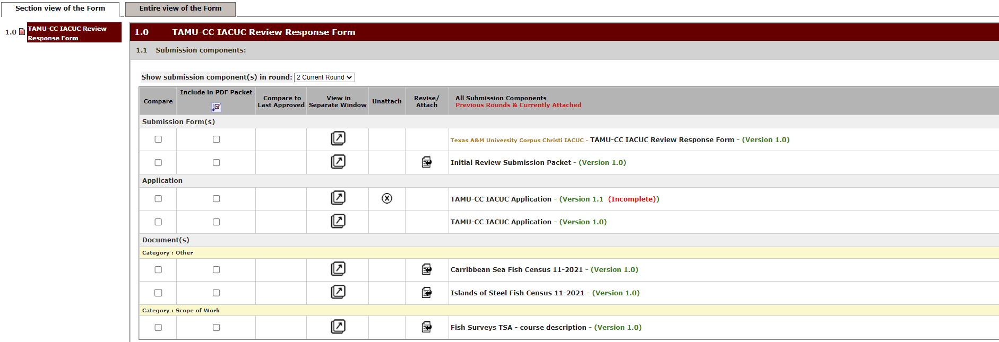 Section view of the Form
Entire view of the Form
1.0 TAMU-CC IACUC Review
Response Form
1.0 TAMU-CC IACUC Review Response Form
1.1 Submission components:
Show submission component(s) in round: 2 Current Round
Compare
Include in PDF Packet
Compare to
Last Approved
View in
Separate Window
Unattach
Revise/
Attach
All Submission Components
Previous Rounds & Currently Attached
Submission Form(s)
Texas A&M University Corpus Christi IACUC - TAMU-CC IACUC Review Response Form - (Version 1.0)
Initial Review Submission Packet - (Version 1.0)
Application
TAMU-CC IACUC Application - (Version 1.1 (Incomplete))
TAMU-CC IACUC Application - (Version 1.0)
Document(s)
Category : Other
Carribbean Sea Fish Census 11-2021 - (Version 1.0)
Islands of Steel Fish Census 11-2021 - (Version 1.0)
Category : Scope of Work
Fish Surveys TSA - course description - (Version 1.0)